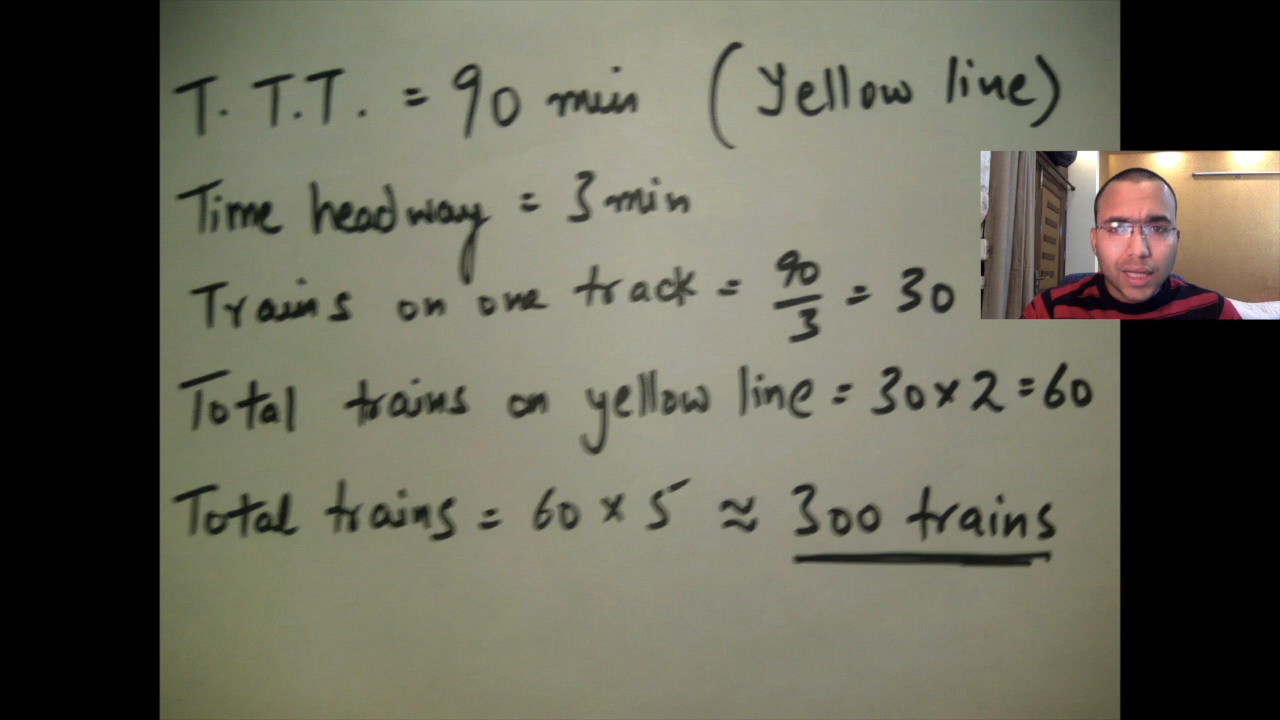 T.T.T. = 90 min (Yellow line)
Time headway = 3 min
Trains on one track = 90/3 = 30
Total trains on yellow line = 30 x 2 = 60
Total trains = 60 x 5 ≈ 300 trains